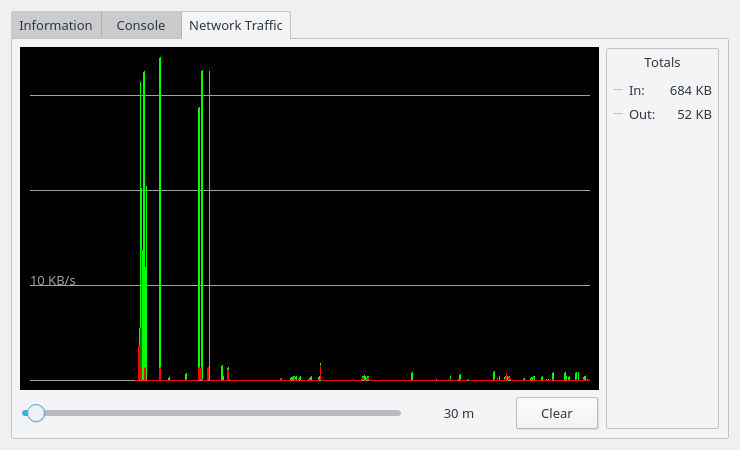 Information Console Network Traffic
Totals
In: 684 KB
Out: 52 KB
10 KB/s
30 m Clear